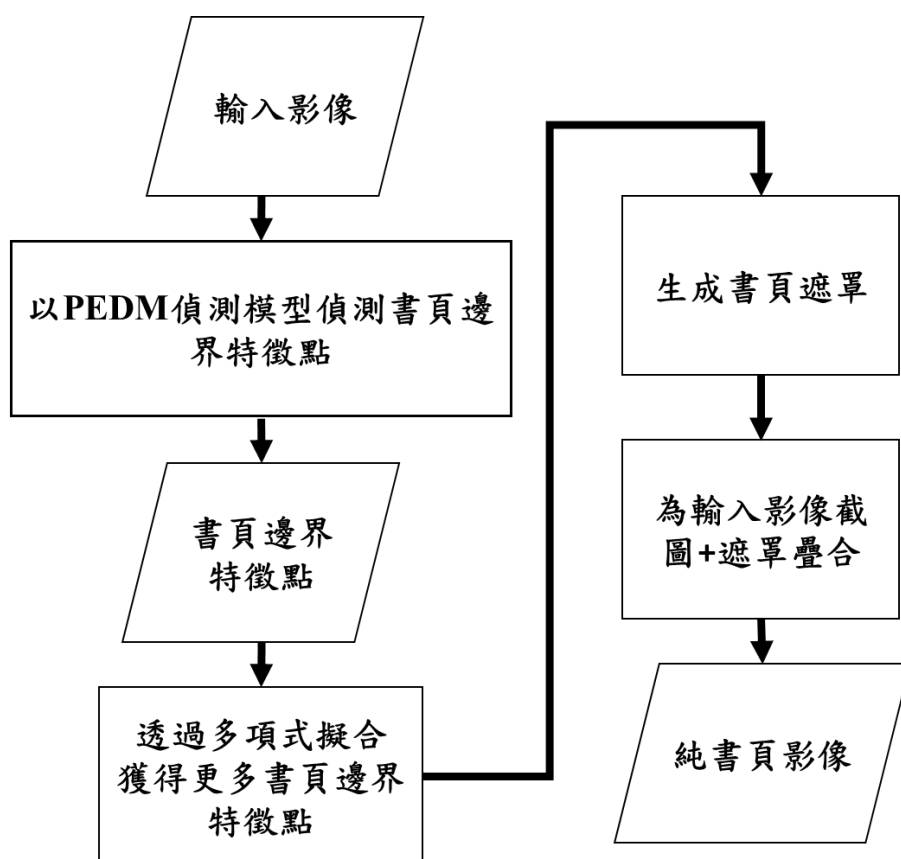 輸入影像
以PEDM偵測模型偵測書頁邊
界特徵點
書頁邊界
特徵點
透過多項式擬合
獲得更多書頁邊界
特徵點
生成書頁遮罩
為輸入影像截
圖+遮罩疊合
純書頁影像